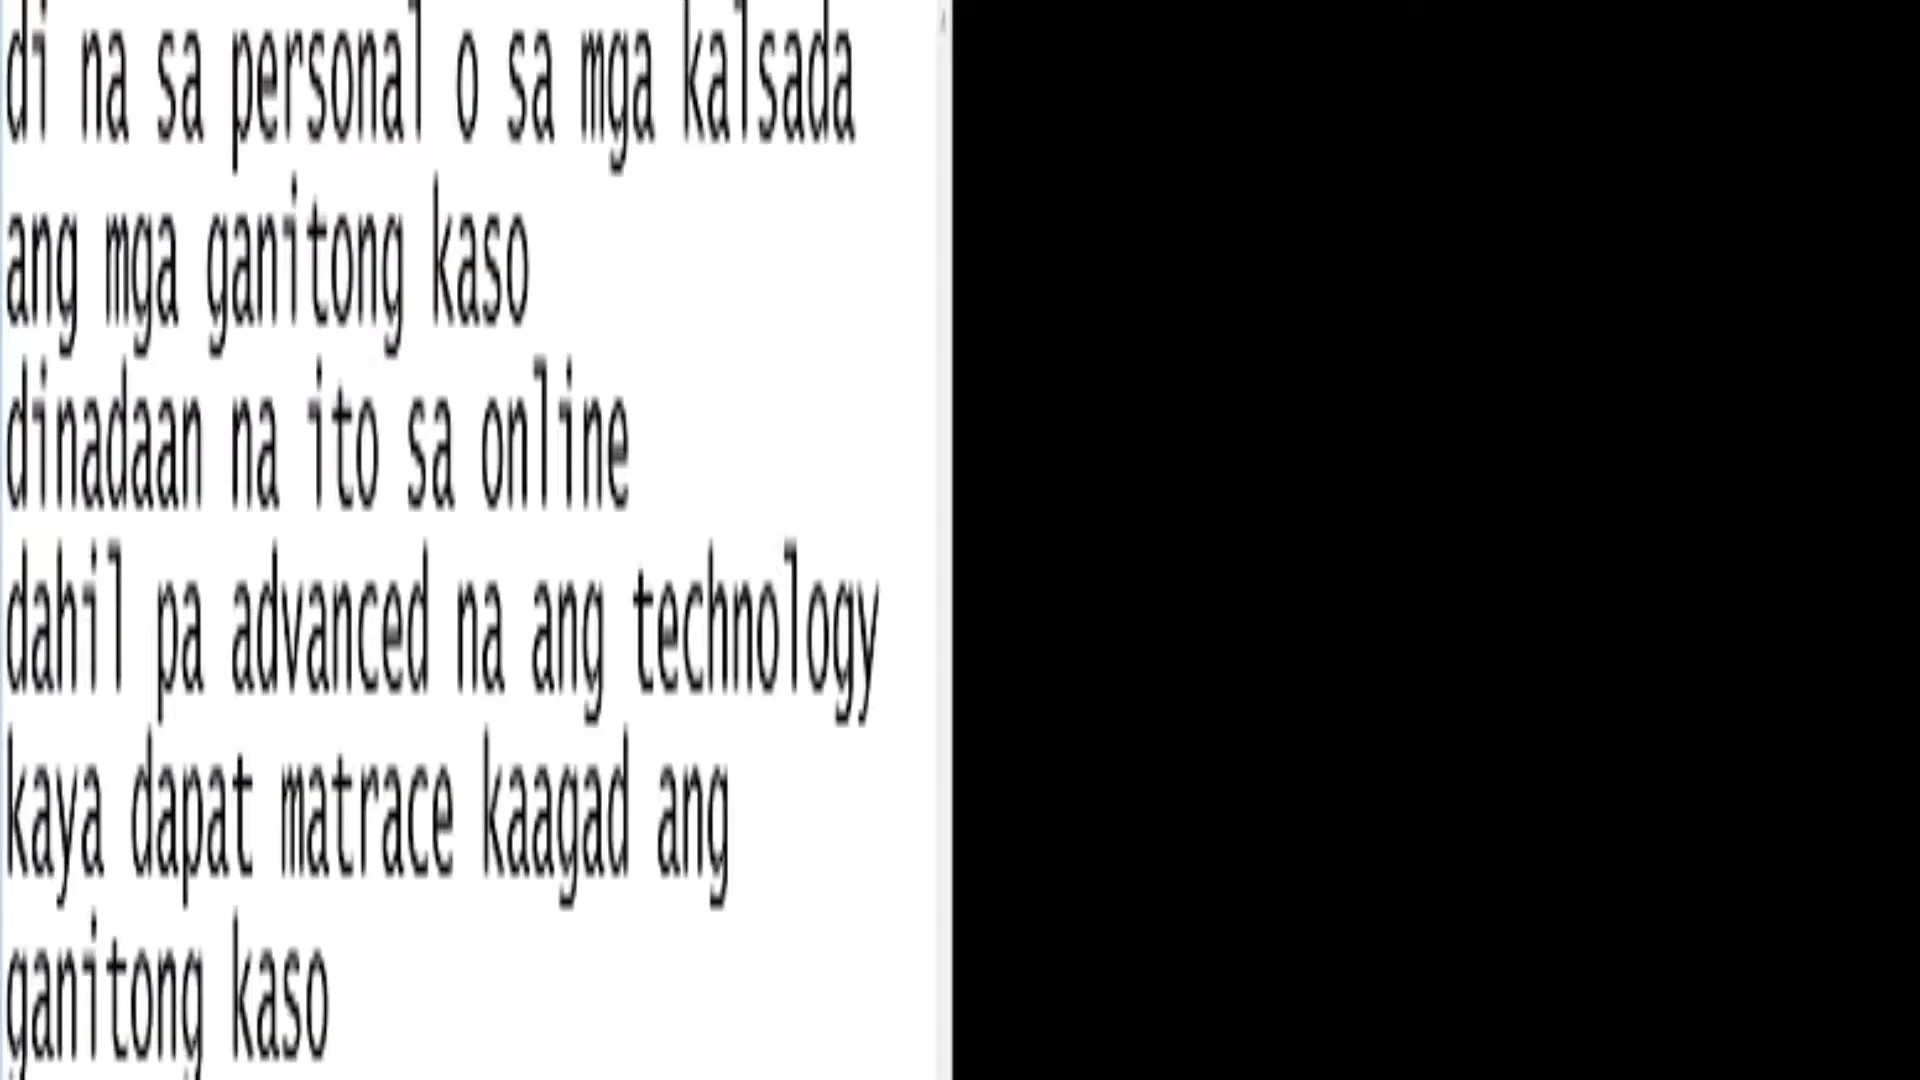 di na sa personal o sa mga kalsada
ang mga ganitong kaso
dinadaan na ito sa online
dahil pa advanced na ang technology
kaya dapat matrace kaagad ang
ganitong kaso